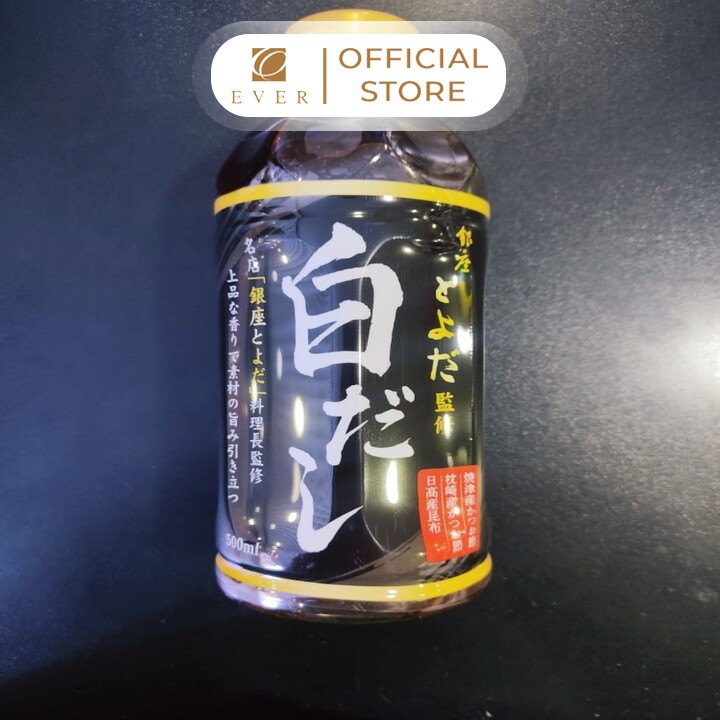 EVER
OFFICIAL
STORE
銀座とよだ監修
白だし
名店「銀座とよだ」料理長監修
上品な香りで素材の旨み引き立つ
焼津産かつお節
枕崎産かつお節
日高産昆布
500ml